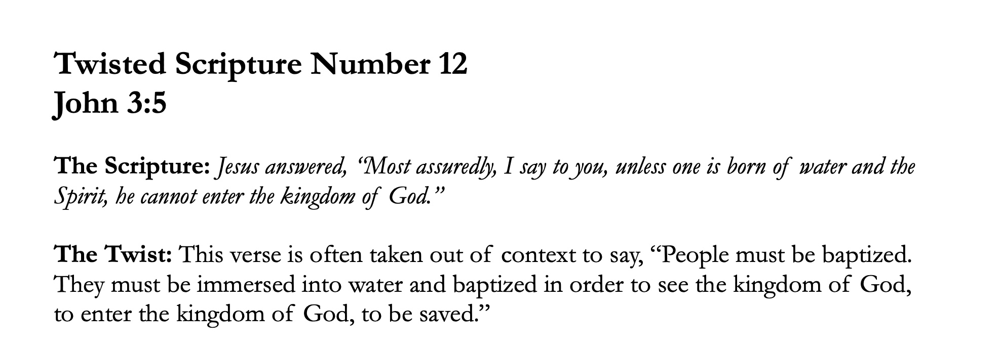 Twisted Scripture Number 12
John 3:5
The Scripture: Jesus answered, “Most assuredly, I say to you, unless one is born of water and the
Spirit, he cannot enter the kingdom of God.”
The Twist: This verse is often taken out of context to say, “People must be baptized.
They must be immersed into water and baptized in order to see the kingdom of God,
to enter the kingdom of God, to be saved.”